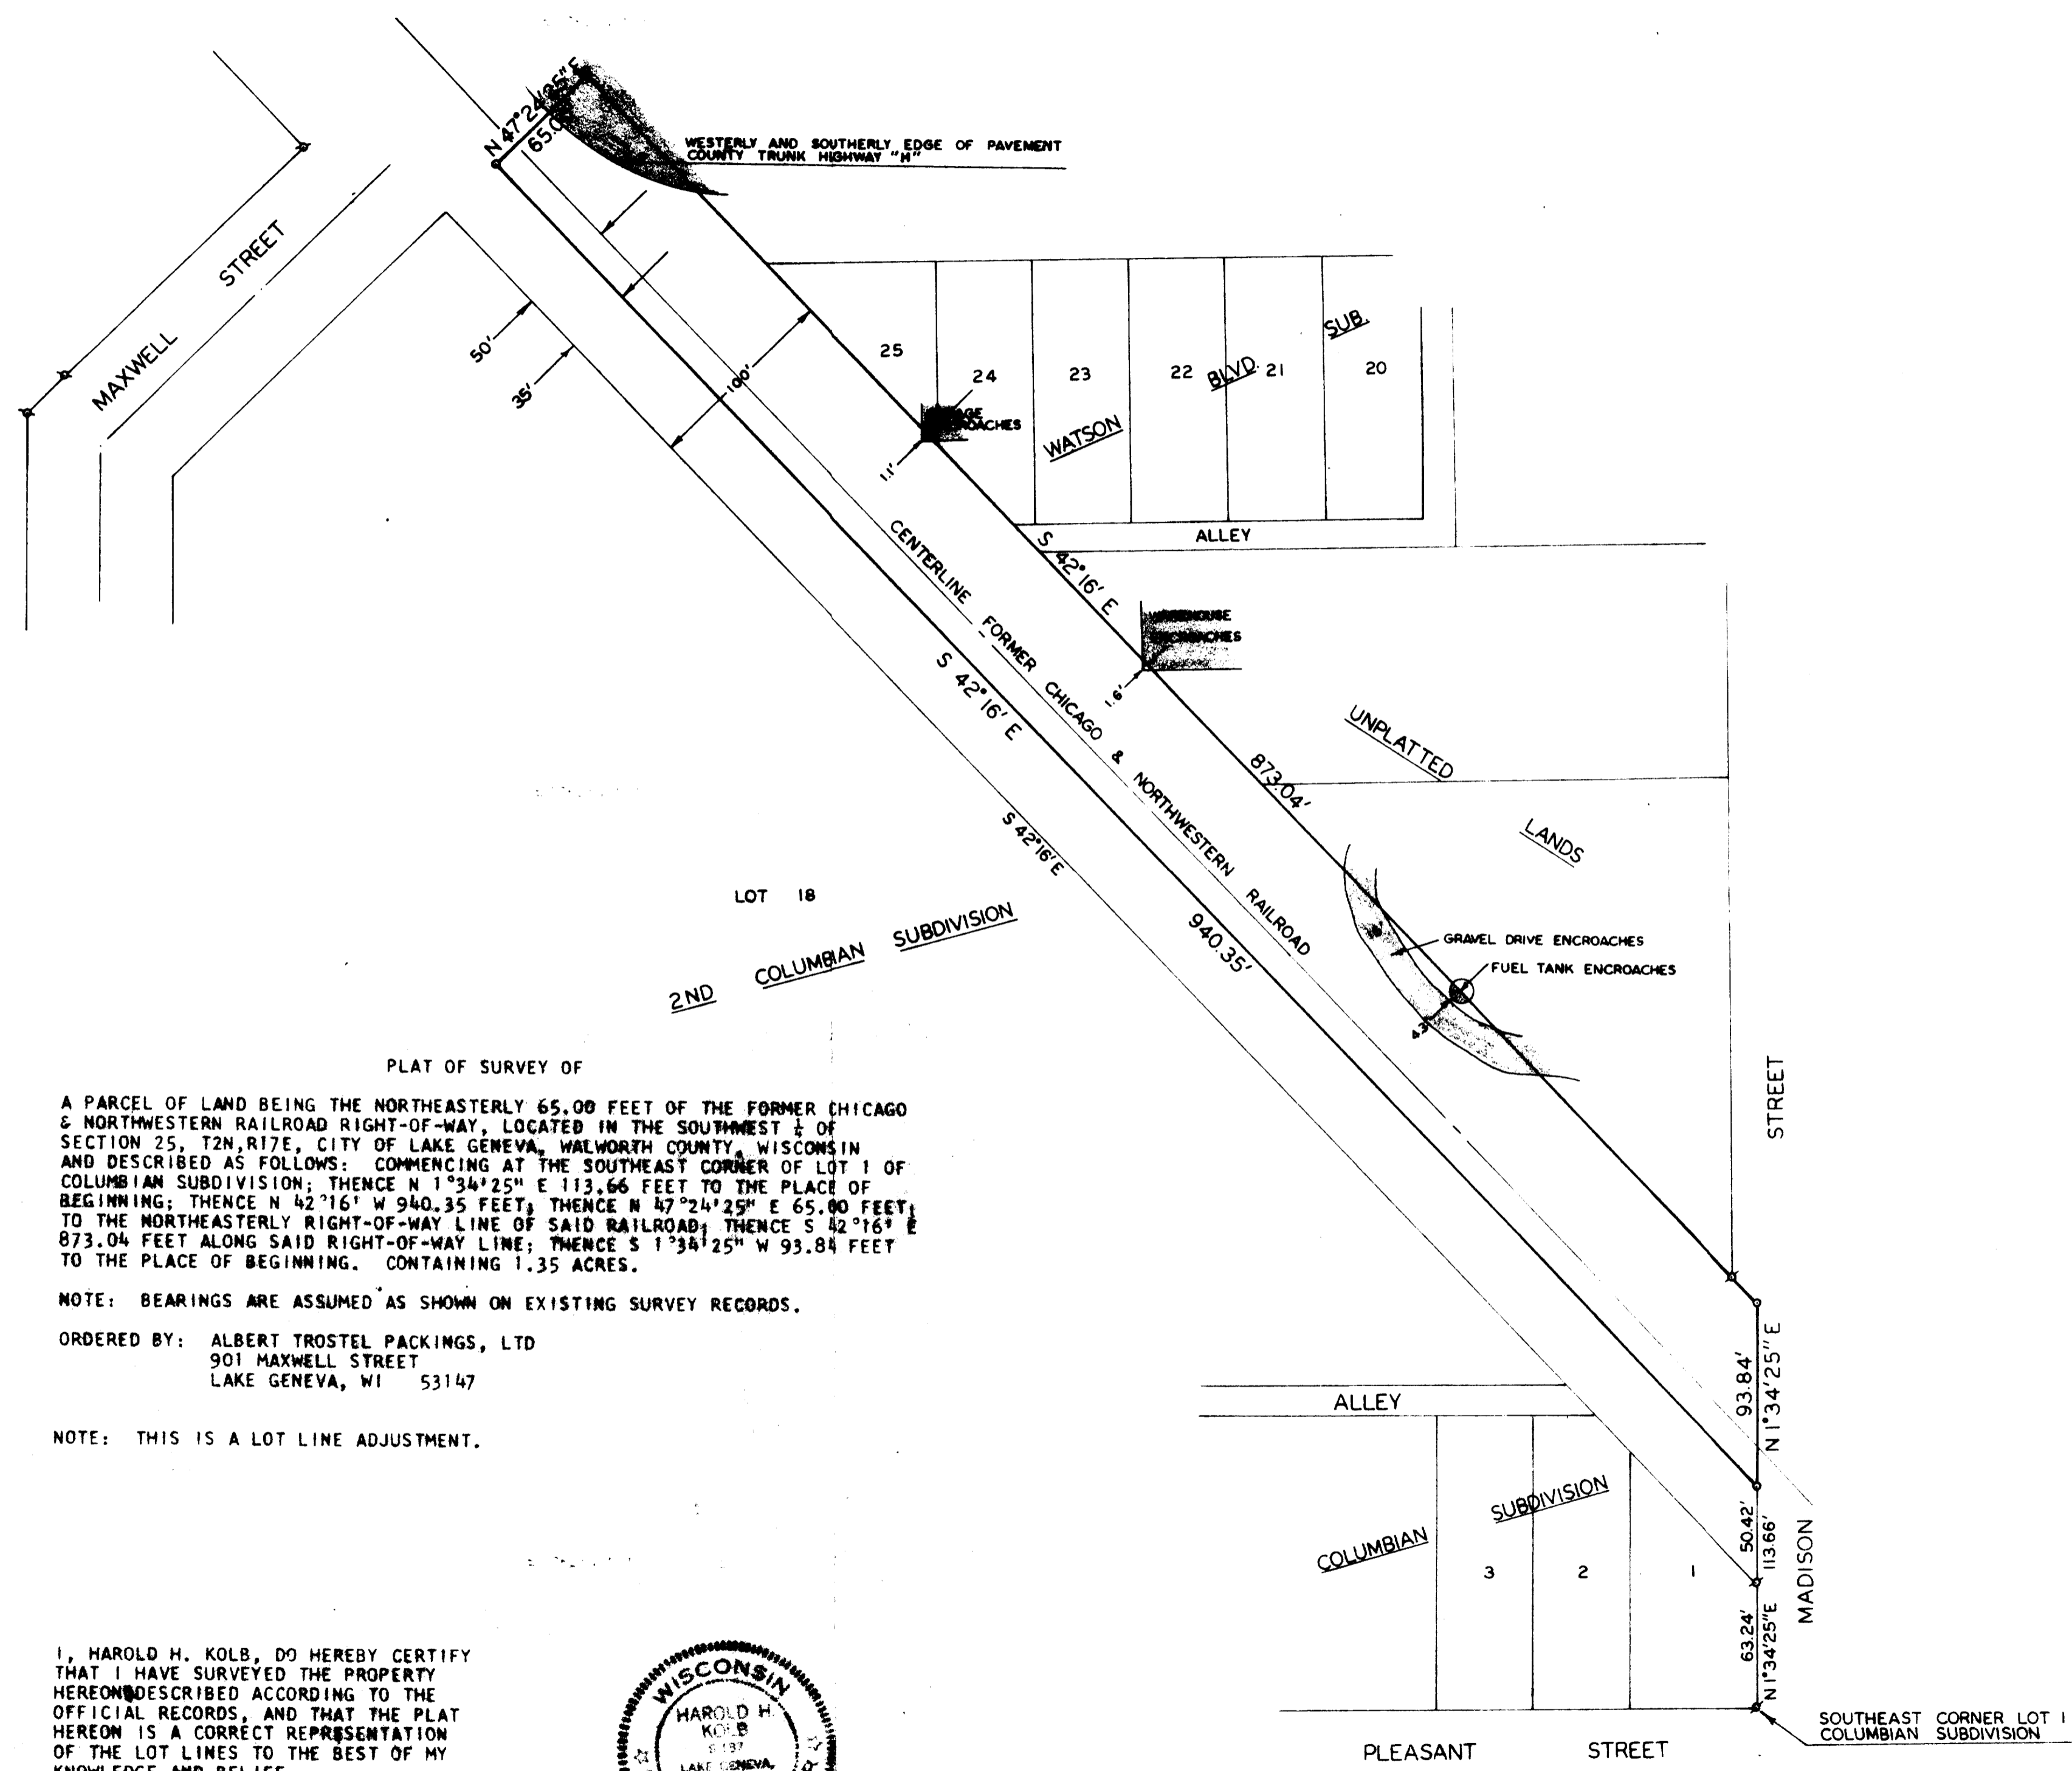 N 47°24'25" E
65.0
WESTERLY AND SOUTHERLY EDGE OF PAVEMENT
COUNTY TRUNK HIGHWAY "H"
MAXWELL STREET
50'
35'
100'
25
24
23
22
21
20
WATSON BLVD. SUB.
ENCROACHES
1.1'
ALLEY
S 42°16' E
WAREHOUSE
ENCROACHES
1.6'
CENTERLINE FORMER CHICAGO & NORTHWESTERN RAILROAD
S 42°16' E
S 42°16' E
873.04'
940.35'
UNPLATTED LANDS
GRAVEL DRIVE ENCROACHES
FUEL TANK ENCROACHES
LOT 18
2ND COLUMBIAN SUBDIVISION
PLAT OF SURVEY OF
A PARCEL OF LAND BEING THE NORTHEASTERLY 65.00 FEET OF THE FORMER CHICAGO
& NORTHWESTERN RAILROAD RIGHT-OF-WAY, LOCATED IN THE SOUTHWEST ¼ OF
SECTION 25, T2N,R17E, CITY OF LAKE GENEVA, WALWORTH COUNTY, WISCONSIN
AND DESCRIBED AS FOLLOWS: COMMENCING AT THE SOUTHEAST CORNER OF LOT 1 OF
COLUMBIAN SUBDIVISION; THENCE N 1°34'25" E 113.66 FEET TO THE PLACE OF
BEGINNING; THENCE N 42°16' W 940.35 FEET; THENCE N 47°24'25" E 65.00 FEET;
TO THE NORTHEASTERLY RIGHT-OF-WAY LINE OF SAID RAILROAD; THENCE S 42°16' E
873.04 FEET ALONG SAID RIGHT-OF-WAY LINE; THENCE S 1°34'25" W 93.84 FEET
TO THE PLACE OF BEGINNING. CONTAINING 1.35 ACRES.
NOTE: BEARINGS ARE ASSUMED AS SHOWN ON EXISTING SURVEY RECORDS.
ORDERED BY: ALBERT TROSTEL PACKINGS, LTD
901 MAXWELL STREET
LAKE GENEVA, WI 53147
NOTE: THIS IS A LOT LINE ADJUSTMENT.
ALLEY
COLUMBIAN SUBDIVISION
3
2
1
93.84'
N 1°34'25" E
50.42'
113.66'
63.24'
N 1°34'25" E
MADISON STREET
PLEASANT STREET
SOUTHEAST CORNER LOT 1
COLUMBIAN SUBDIVISION
I, HAROLD H. KOLB, DO HEREBY CERTIFY
THAT I HAVE SURVEYED THE PROPERTY
HEREON DESCRIBED ACCORDING TO THE
OFFICIAL RECORDS, AND THAT THE PLAT
HEREON IS A CORRECT REPRESENTATION
OF THE LOT LINES TO THE BEST OF MY
KNOWLEDGE AND BELIEF
WISCONSIN
HAROLD H.
KOLB
LAKE GENEVA,